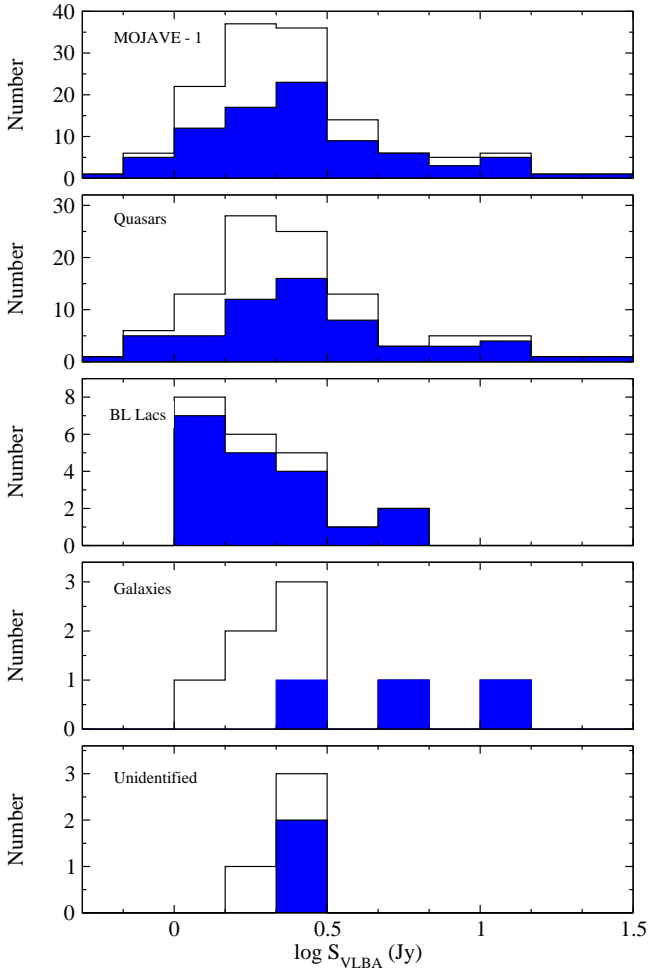 40
30
20
10
0
Number
MOJAVE - 1
30
20
10
0
Number
Quasars
8
6
4
2
0
Number
BL Lacs
3
2
1
0
Number
Galaxies
3
2
1
0
Number
Unidentified
0 0.5 1 1.5
log S_VLBA (Jy)